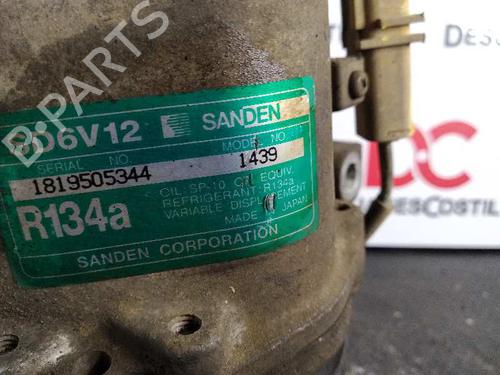 SD6V12 SANDEN
SERIAL NO. MODEL NO.
1819505344 1439
R134a
OIL: SP-10 OR EQUIV.
REFRIGERANT: R134a
VARIABLE DISPLACEMENT
MADE IN JAPAN
SANDEN CORPORATION
DC